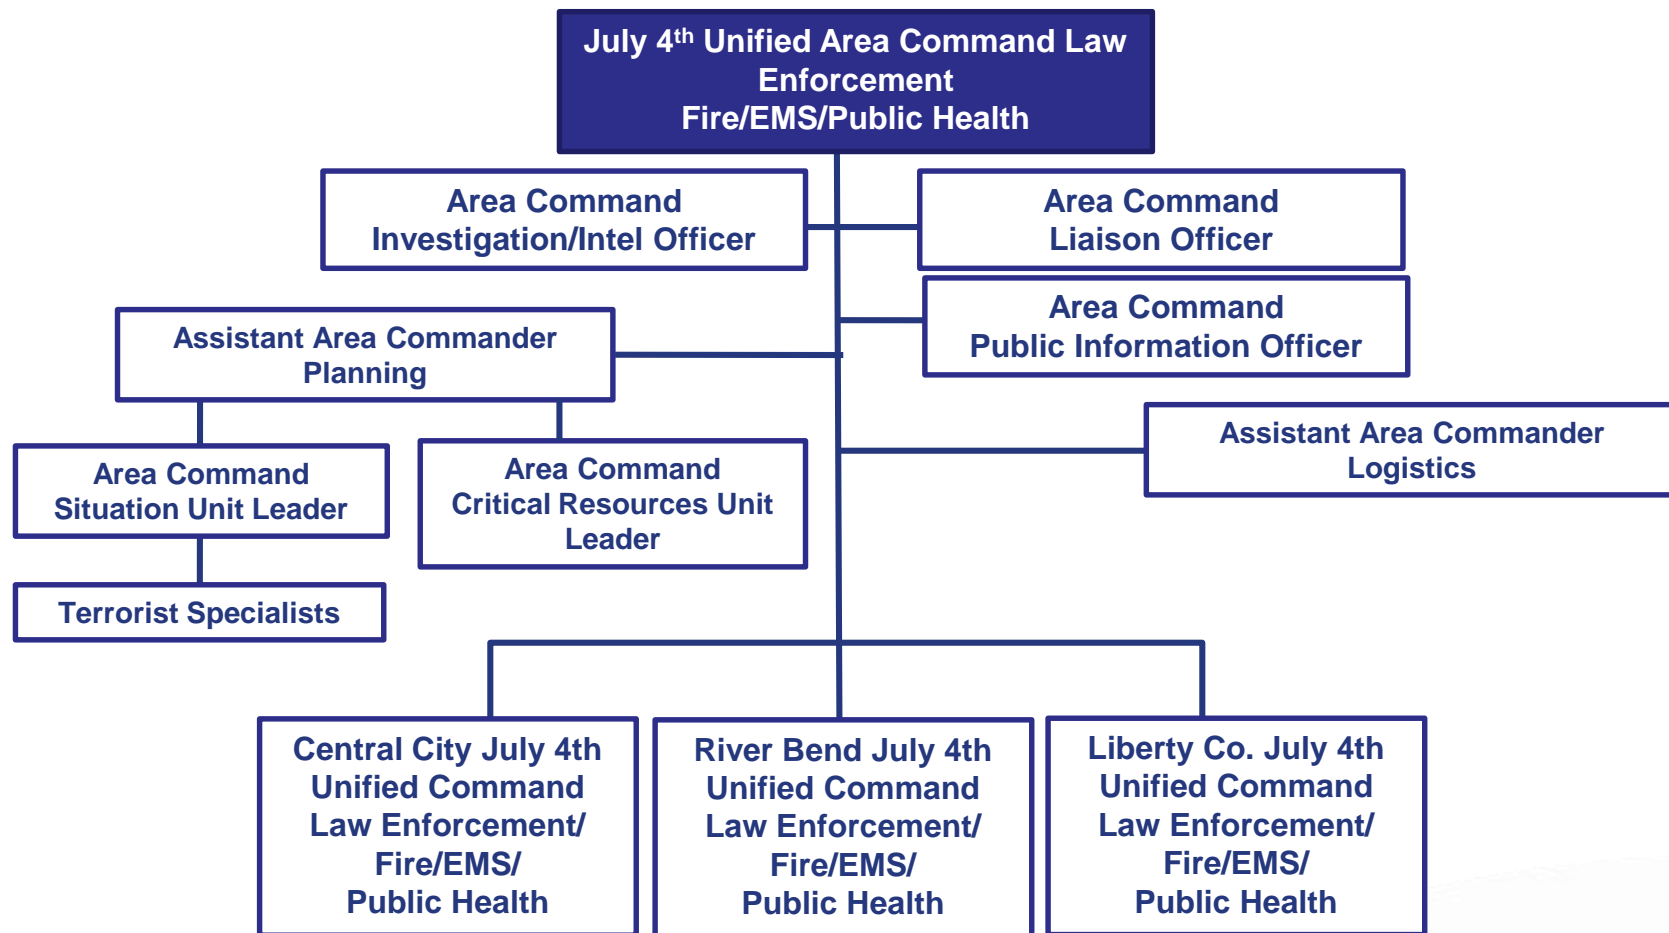 July 4th Unified Area Command Law
Enforcement
Fire/EMS/Public Health
Area Command
Investigation/Intel Officer
Area Command
Liaison Officer
Area Command
Public Information Officer
Assistant Area Commander
Planning
Assistant Area Commander
Logistics
Area Command
Situation Unit Leader
Area Command
Critical Resources Unit
Leader
Terrorist Specialists
Central City July 4th
Unified Command
Law Enforcement/
Fire/EMS/
Public Health
River Bend July 4th
Unified Command
Law Enforcement/
Fire/EMS/
Public Health
Liberty Co. July 4th
Unified Command
Law Enforcement/
Fire/EMS/
Public Health